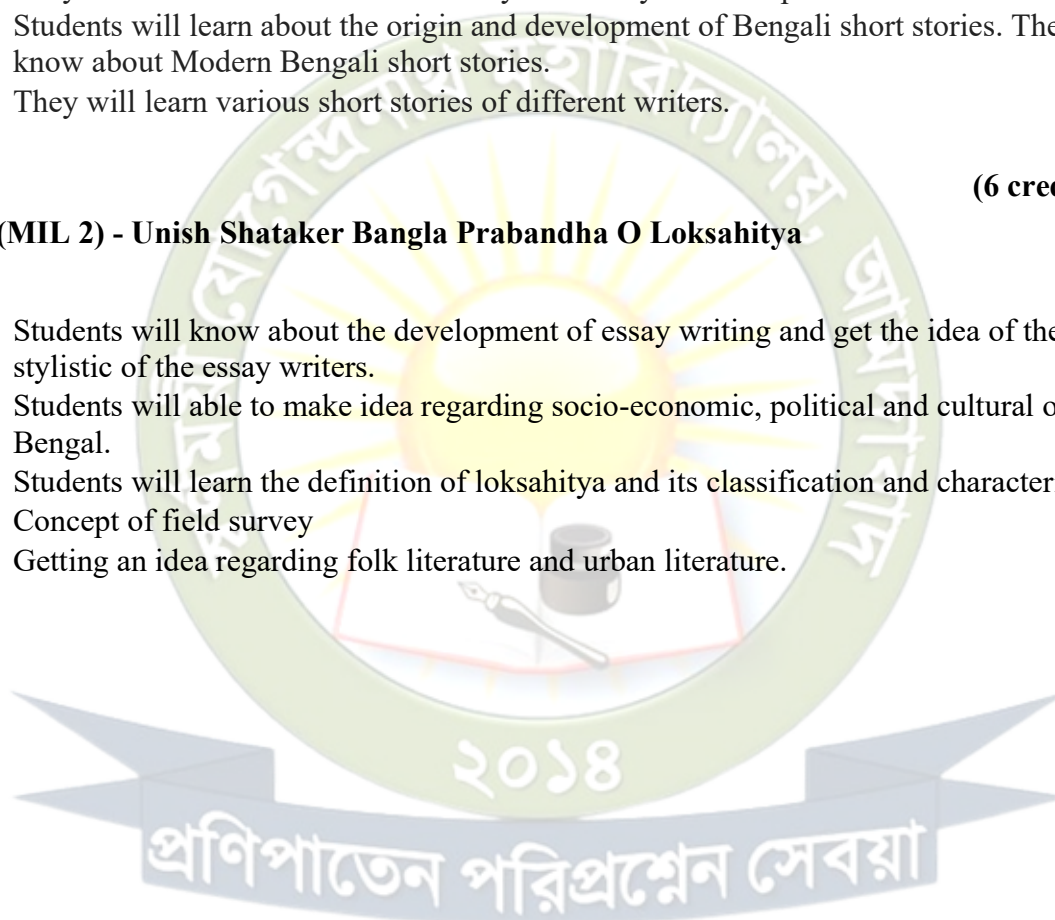 Students will learn about the origin and development of Bengali short stories. The
know about Modern Bengali short stories.
They will learn various short stories of different writers.
(6 cre
(MIL 2) - Unish Shataker Bangla Prabandha O Loksahitya
Students will know about the development of essay writing and get the idea of the
stylistic of the essay writers.
Students will able to make idea regarding socio-economic, political and cultural o
Bengal.
Students will learn the definition of loksahitya and its classification and character
Concept of field survey
Getting an idea regarding folk literature and urban literature.
মহাবিদ্যালয়,
২০১৪
প্রণিপাতেন পরিপ্রশ্নেন সেবয়া